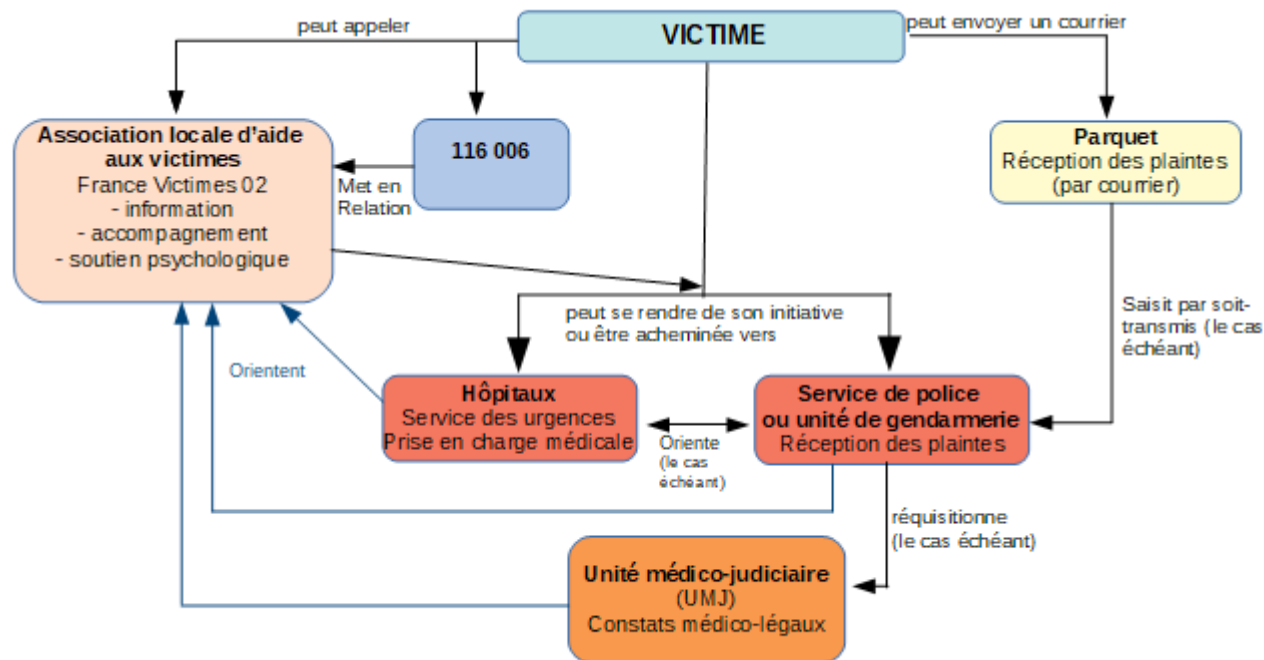 VICTIME
peut appeler
peut envoyer un courrier
Association locale d'aide
aux victimes
France Victimes 02
- information
- accompagnement
- soutien psychologique
116 006
Met en
Relation
Parquet
Réception des plaintes
(par courrier)
Saisit par soit-
transmis (le cas
échéant)
peut se rendre de son initiative
ou être acheminée vers
Orientent
Hôpitaux
Service des urgences
Prise en charge médicale
Oriente
(le cas
échéant)
Service de police
ou unité de gendarmerie
Réception des plaintes
réquisitionne
(le cas échéant)
Unité médico-judiciaire
(UMJ)
Constats médico-légaux